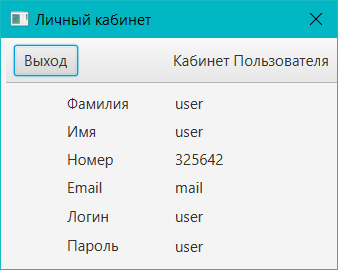 Личный кабинет
Выход Кабинет Пользователя
Фамилия user
Имя user
Номер 325642
Email mail
Логин user
Пароль user